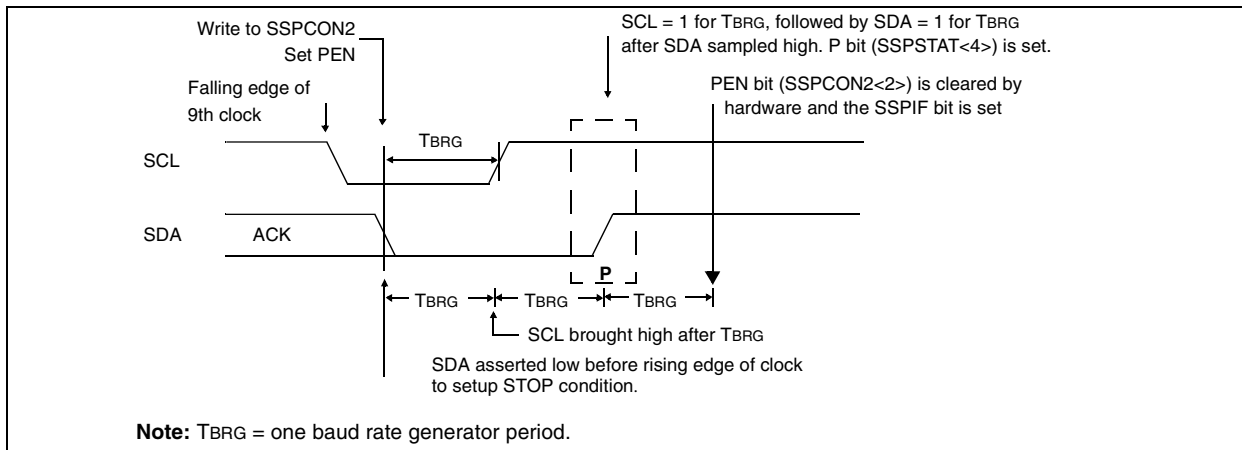 Write to SSPCON2
Set PEN
SCL = 1 for TBRG, followed by SDA = 1 for TBRG
after SDA sampled high. P bit (SSPSTAT<4>) is set.
Falling edge of
9th clock
PEN bit (SSPCON2<2>) is cleared by
hardware and the SSPIF bit is set
TBRG
SCL
SDA
ACK
P
TBRG
TBRG
TBRG
SCL brought high after TBRG
SDA asserted low before rising edge of clock
to setup STOP condition.
Note: TBRG = one baud rate generator period.